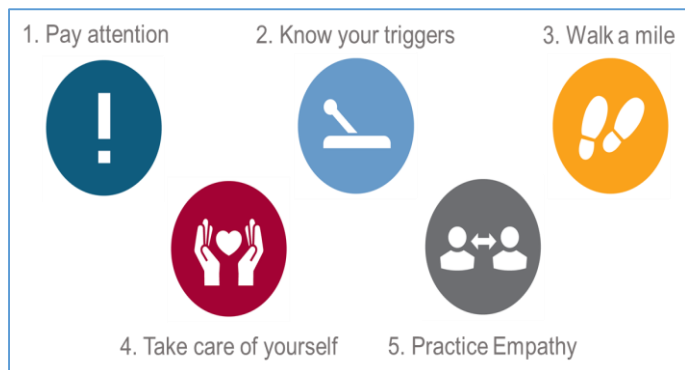 1. Pay attention
2. Know your triggers
3. Walk a mile
4. Take care of yourself
5. Practice Empathy